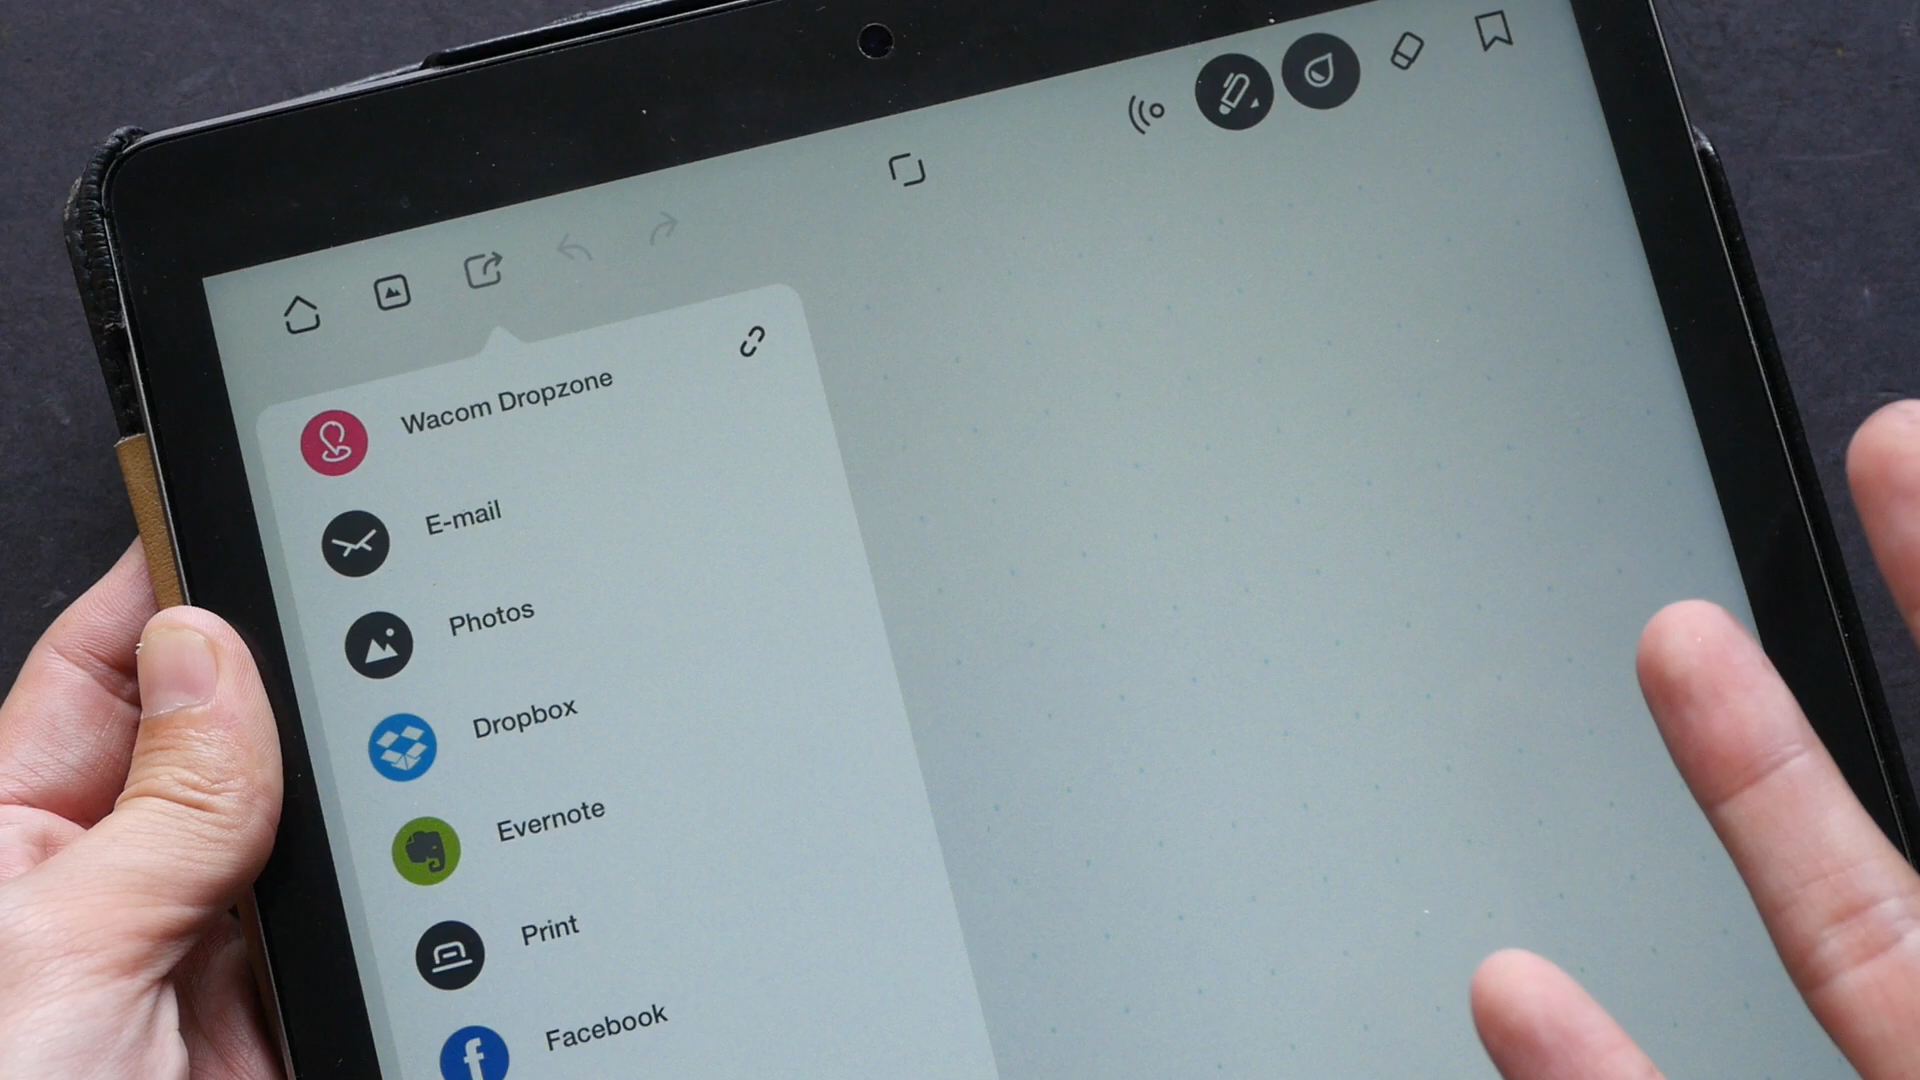 Wacom Dropzone
E-mail
Photos
Dropbox
Evernote
Print
Facebook